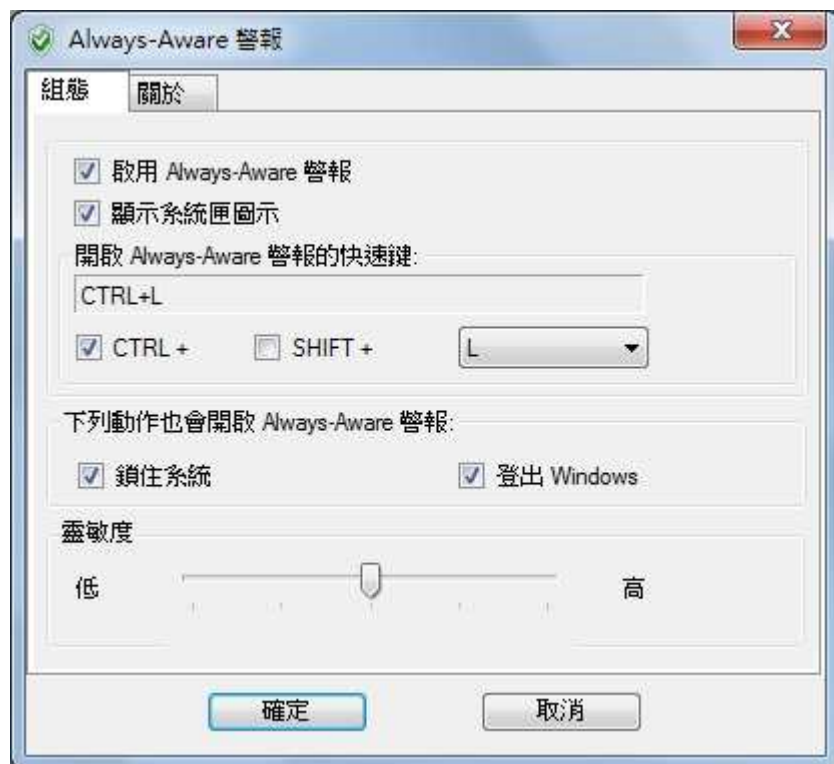 Always-Aware 警報
組態 關於
啟用 Always-Aware 警報
顯示系統匣圖示
開啟 Always-Aware 警報的快速鍵:
CTRL+L
CTRL + SHIFT + L
下列動作也會開啟 Always-Aware 警報:
鎖住系統 登出 Windows
靈敏度
低 高
確定 取消